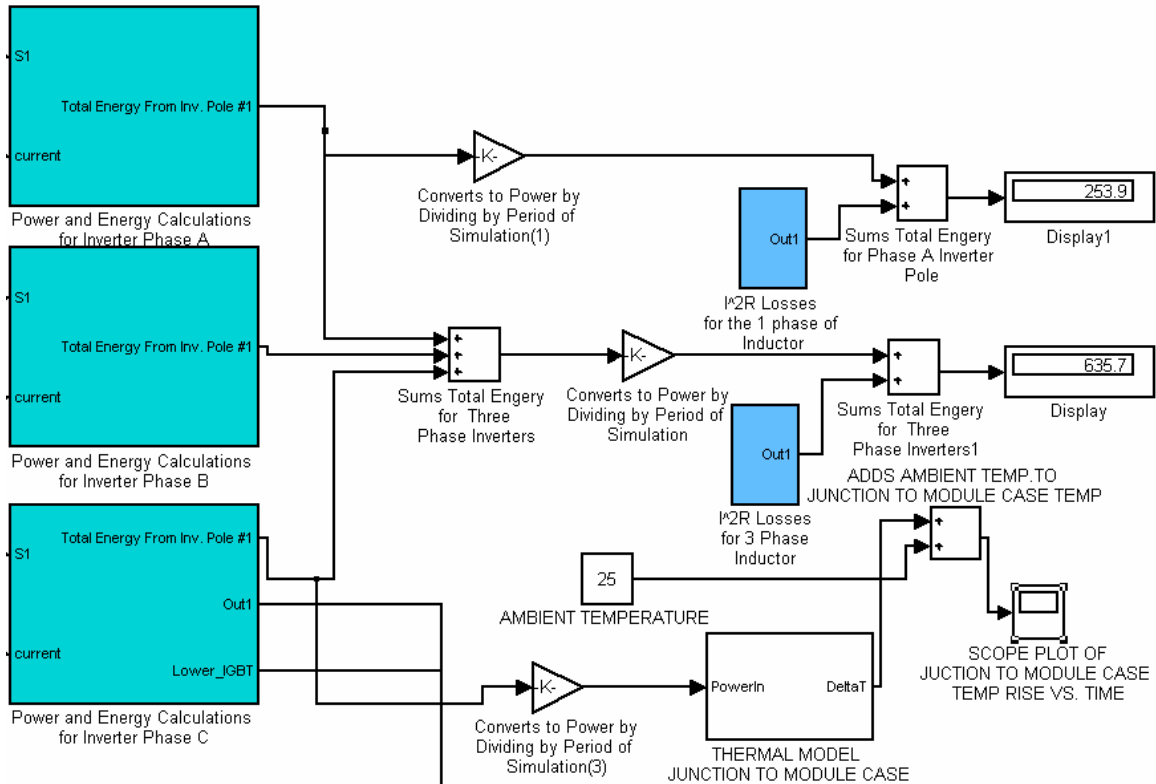 S1
Total Energy From Inv. Pole #1
current
Power and Energy Calculations
for Inverter Phase A
-K-
Converts to Power by
Dividing by Period of
Simulation(1)
Out1
I^2R Losses
for the 1 phase of
Inductor
+
+
Sums Total Engery
for Phase A Inverter
Pole
253.9
Display1
S1
Total Energy From Inv. Pole #1
current
Power and Energy Calculations
for Inverter Phase B
+
+
+
Sums Total Engery
for Three
Phase Inverters
-K-
Converts to Power by
Dividing by Period of
Simulation
Out1
I^2R Losses
for 3 Phase
Inductor
+
+
Sums Total Engery
for Three
Phase Inverters1
635.7
Display
S1
Total Energy From Inv. Pole #1
Out1
Lower_IGBT
current
Power and Energy Calculations
for Inverter Phase C
ADDS AMBIENT TEMP.TO
JUNCTION TO MODULE CASE TEMP
+
+
25
AMBIENT TEMPERATURE
-K-
Converts to Power by
Dividing by Period of
Simulation(3)
PowerIn
DeltaT
THERMAL MODEL
JUNCTION TO MODULE CASE
SCOPE PLOT OF
JUCTION TO MODULE CASE
TEMP RISE VS. TIME